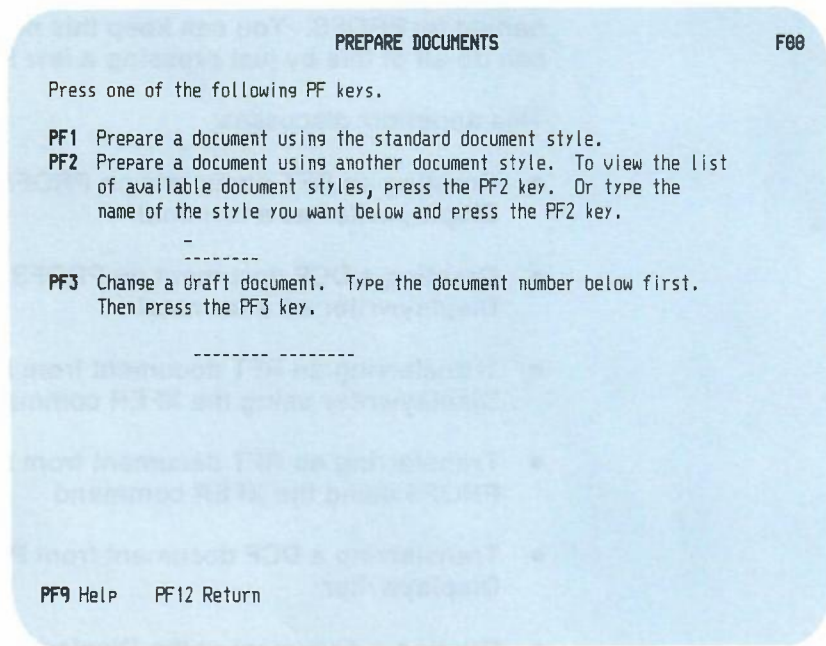 PREPARE DOCUMENTS F00
Press one of the following PF keys.
PF1 Prepare a document using the standard document style.
PF2 Prepare a document using another document style. To view the list
of available document styles, press the PF2 key. Or type the
name of the style you want below and press the PF2 key.
PF3 Change a draft document. Type the document number below first.
Then press the PF3 key.
PF9 Help PF12 Return